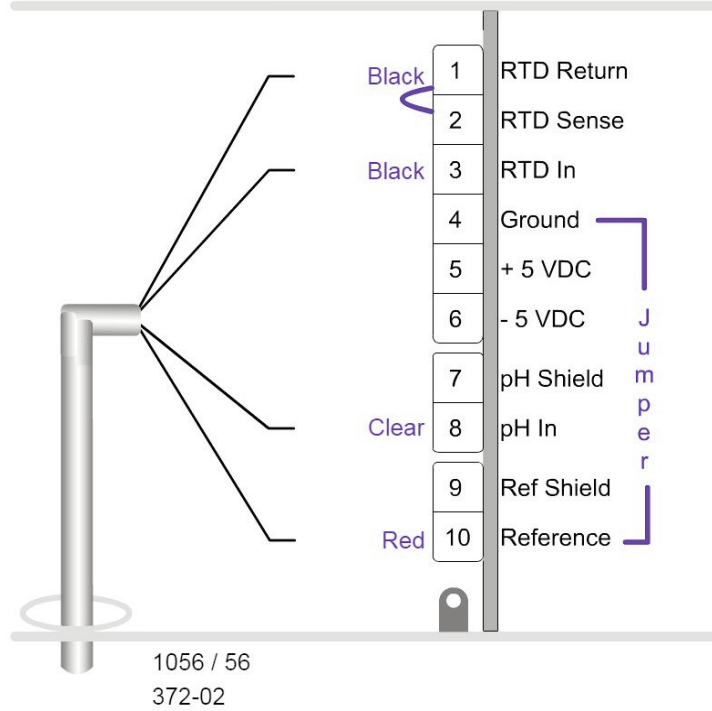 Black 1 RTD Return
2 RTD Sense
Black 3 RTD In
4 Ground
5 + 5 VDC
6 - 5 VDC
Jumper
7 pH Shield
Clear 8 pH In
9 Ref Shield
Red 10 Reference
1056 / 56
372-02